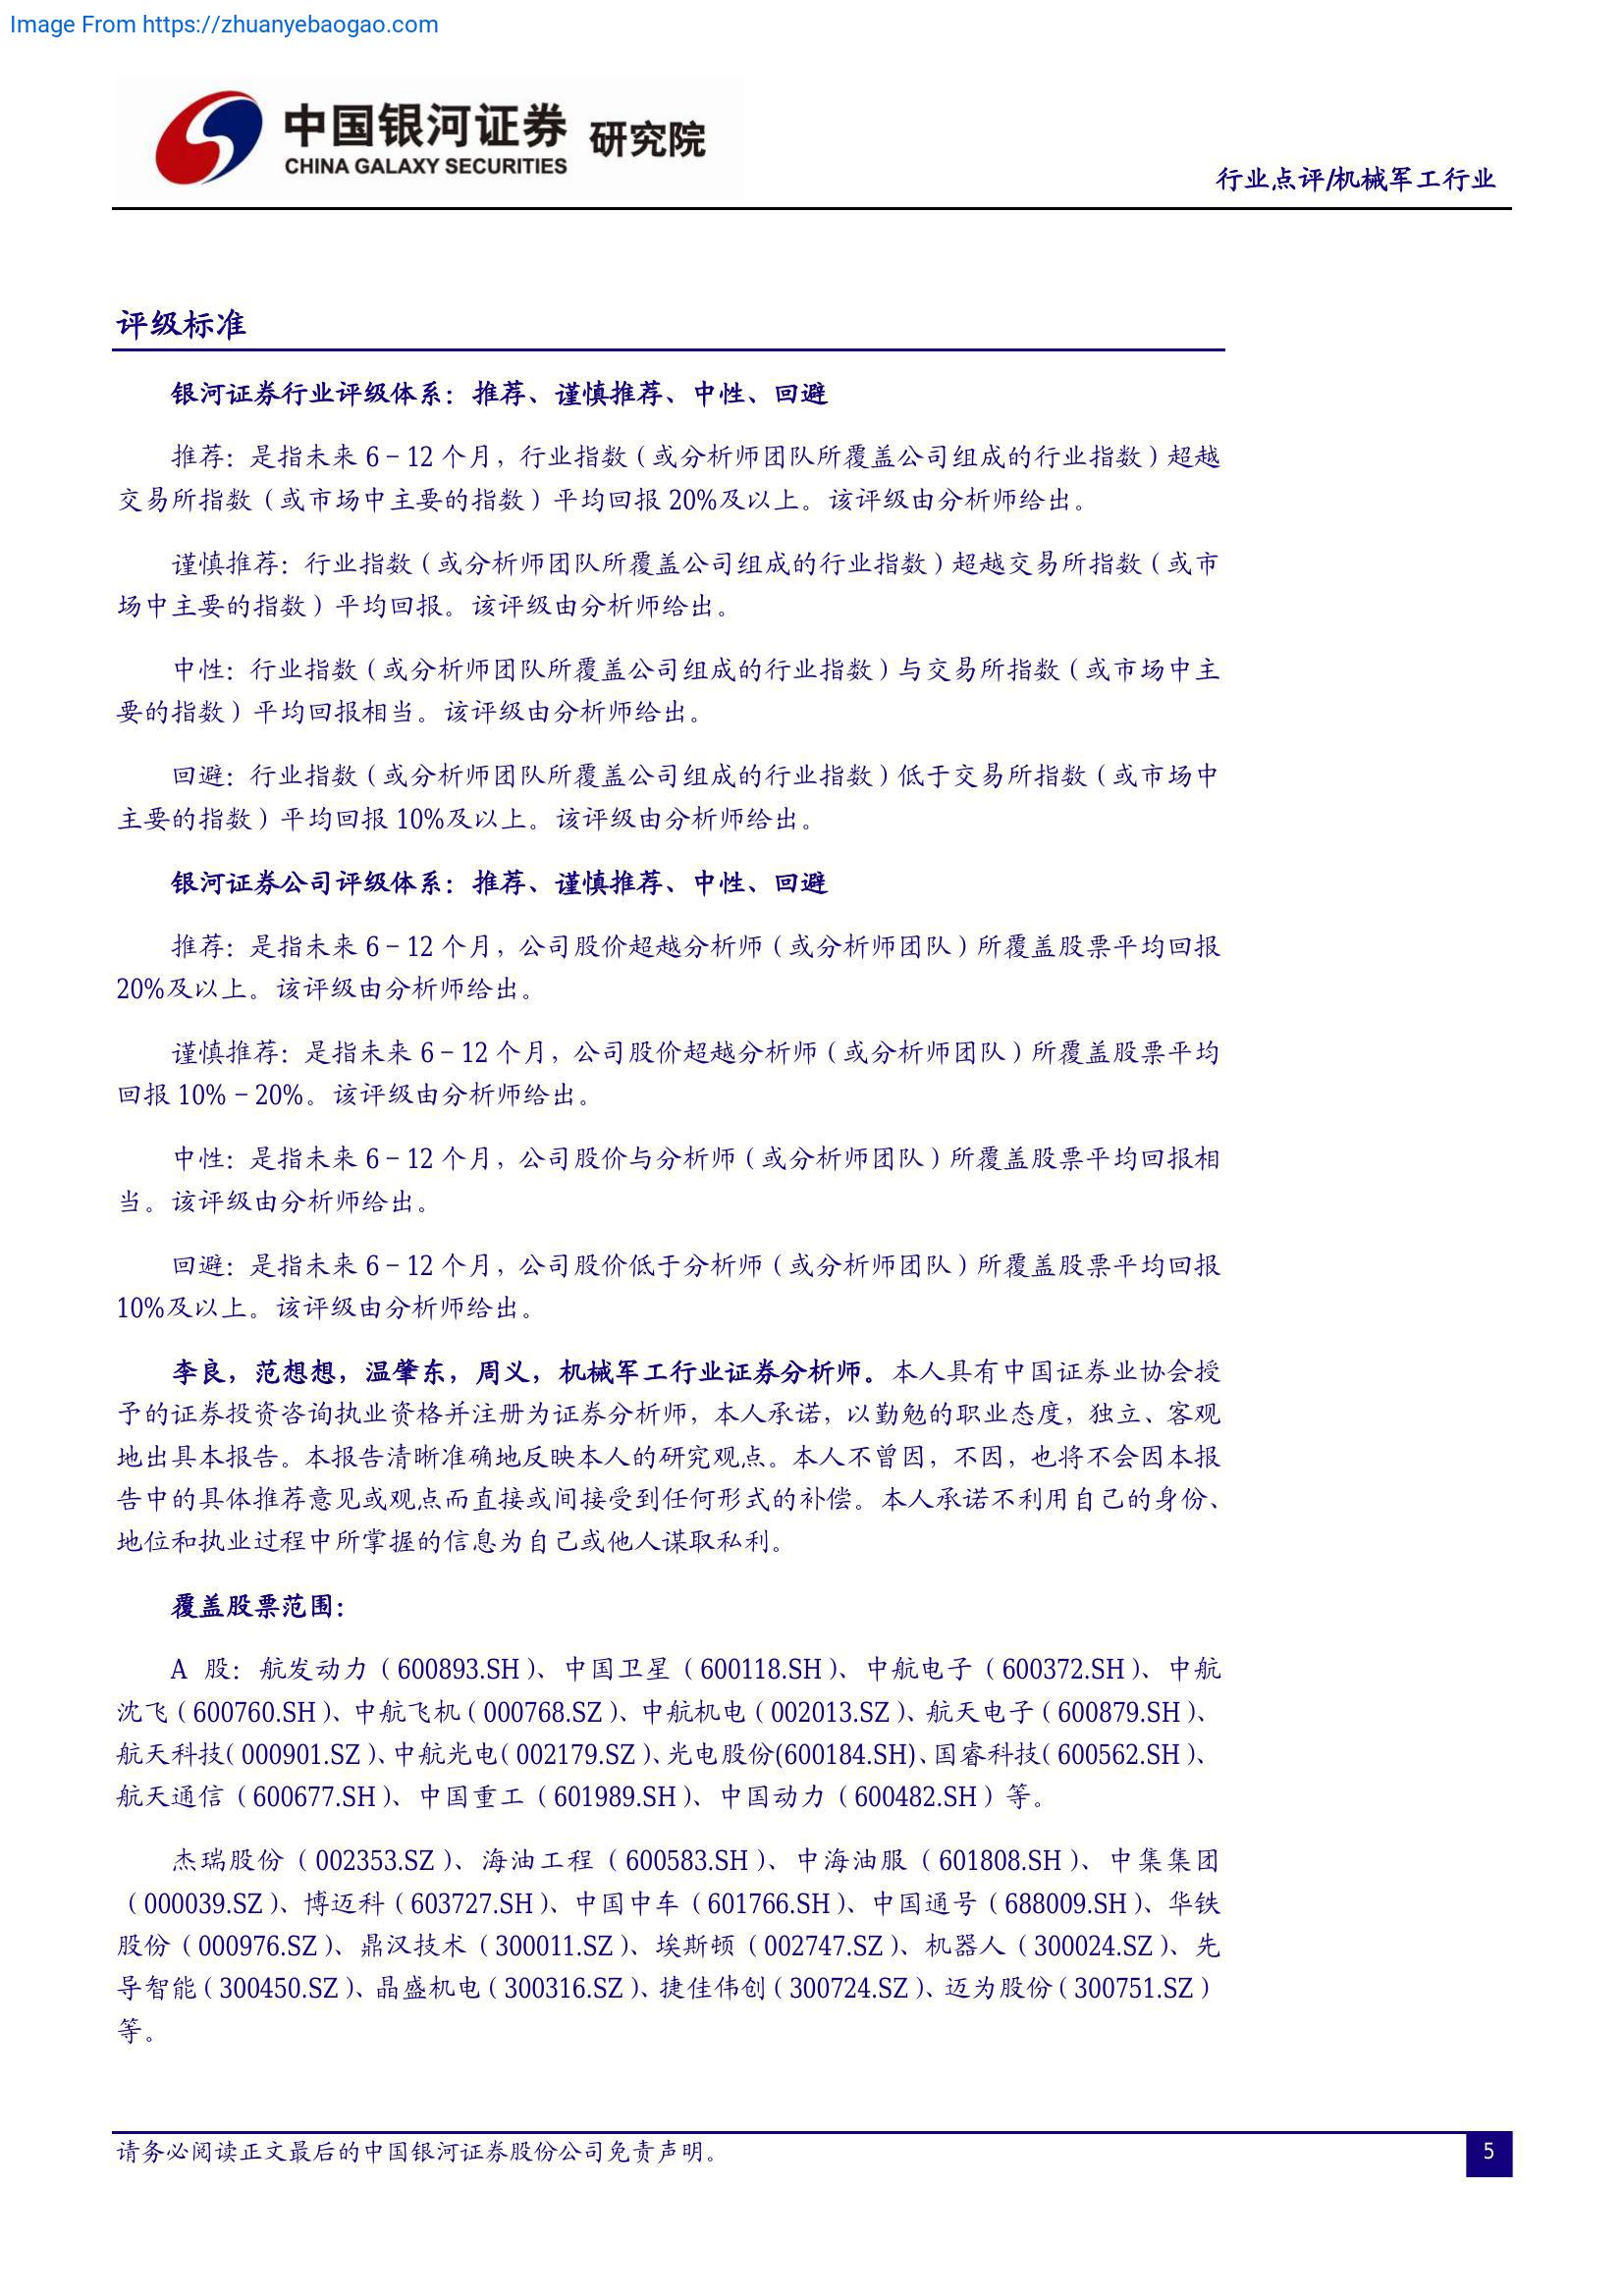 Image From https://zhuanyebaogao.com
中国银河证券 研究院
CHINA GALAXY SECURITIES
行业点评/机械军工行业
评级标准
银河证券行业评级体系：推荐、谨慎推荐、中性、回避
推荐：是指未来 6－12 个月，行业指数（或分析师团队所覆盖公司组成的行业指数）超越
交易所指数（或市场中主要的指数）平均回报 20%及以上。该评级由分析师给出。
谨慎推荐：行业指数（或分析师团队所覆盖公司组成的行业指数）超越交易所指数（或市
场中主要的指数）平均回报。该评级由分析师给出。
中性：行业指数（或分析师团队所覆盖公司组成的行业指数）与交易所指数（或市场中主
要的指数）平均回报相当。该评级由分析师给出。
回避：行业指数（或分析师团队所覆盖公司组成的行业指数）低于交易所指数（或市场中
主要的指数）平均回报 10%及以上。该评级由分析师给出。
银河证券公司评级体系：推荐、谨慎推荐、中性、回避
推荐：是指未来 6－12 个月，公司股价超越分析师（或分析师团队）所覆盖股票平均回报
20%及以上。该评级由分析师给出。
谨慎推荐：是指未来 6－12 个月，公司股价超越分析师（或分析师团队）所覆盖股票平均
回报 10%－20%。该评级由分析师给出。
中性：是指未来 6－12 个月，公司股价与分析师（或分析师团队）所覆盖股票平均回报相
当。该评级由分析师给出。
回避：是指未来 6－12 个月，公司股价低于分析师（或分析师团队）所覆盖股票平均回报
10%及以上。该评级由分析师给出。
李良，范想想，温肇东，周义，机械军工行业证券分析师。本人具有中国证券业协会授
予的证券投资咨询执业资格并注册为证券分析师，本人承诺，以勤勉的职业态度，独立、客观
地出具本报告。本报告清晰准确地反映本人的研究观点。本人不曾因，不因，也将不会因本报
告中的具体推荐意见或观点而直接或间接受到任何形式的补偿。本人承诺不利用自己的身份、
地位和执业过程中所掌握的信息为自己或他人谋取私利。
覆盖股票范围：
A 股：航发动力（600893.SH）、中国卫星（600118.SH）、中航电子（600372.SH）、中航
沈飞（600760.SH）、中航飞机（000768.SZ）、中航机电（002013.SZ）、航天电子（600879.SH）、
航天科技（000901.SZ）、中航光电（002179.SZ）、光电股份(600184.SH)、国睿科技（600562.SH）、
航天通信（600677.SH）、中国重工（601989.SH）、中国动力（600482.SH）等。
杰瑞股份（002353.SZ）、海油工程（600583.SH）、中海油服（601808.SH）、中集集团
（000039.SZ）、博迈科（603727.SH）、中国中车（601766.SH）、中国通号（688009.SH）、华铁
股份（000976.SZ）、鼎汉技术（300011.SZ）、埃斯顿（002747.SZ）、机器人（300024.SZ）、先
导智能（300450.SZ）、晶盛机电（300316.SZ）、捷佳伟创（300724.SZ）、迈为股份（300751.SZ）
等。
请务必阅读正文最后的中国银河证券股份公司免责声明。
5